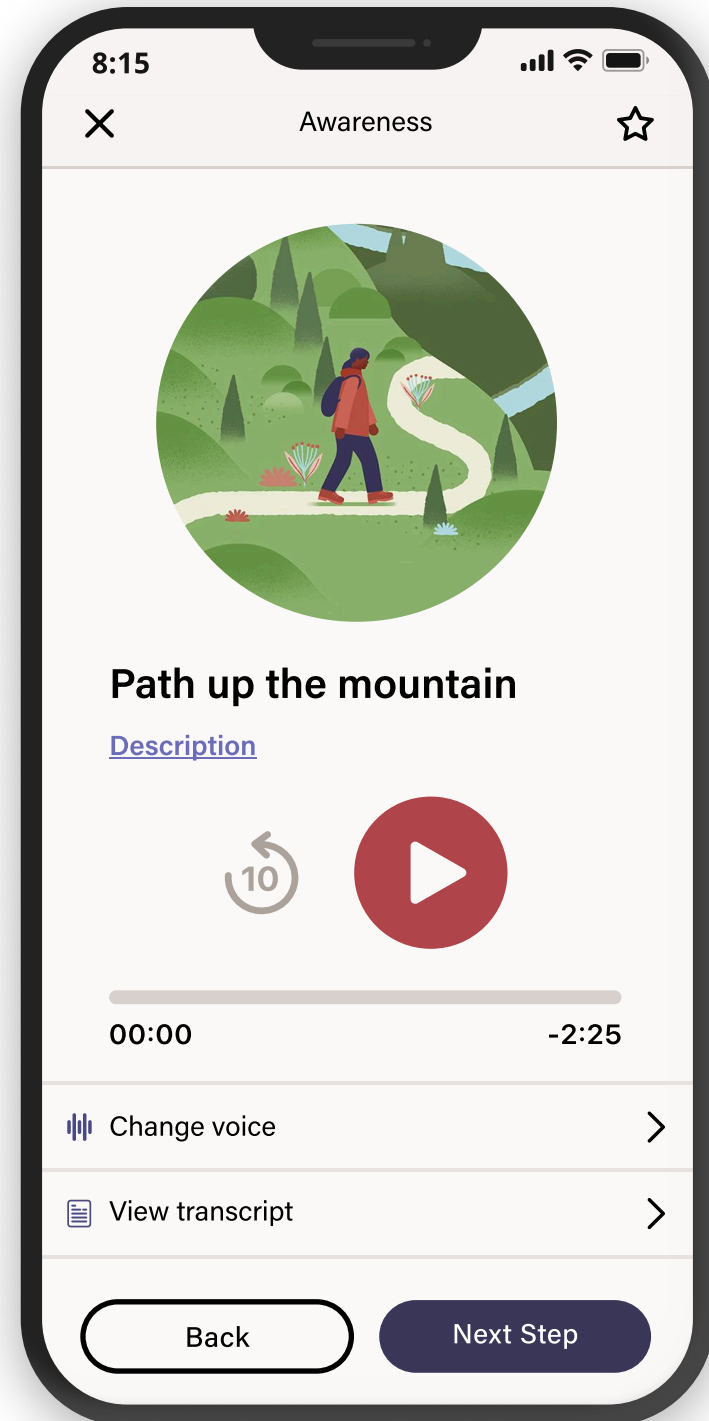 8:15
Awareness
Path up the mountain
Description
10
00:00 -2:25
Change voice
View transcript
Back Next Step